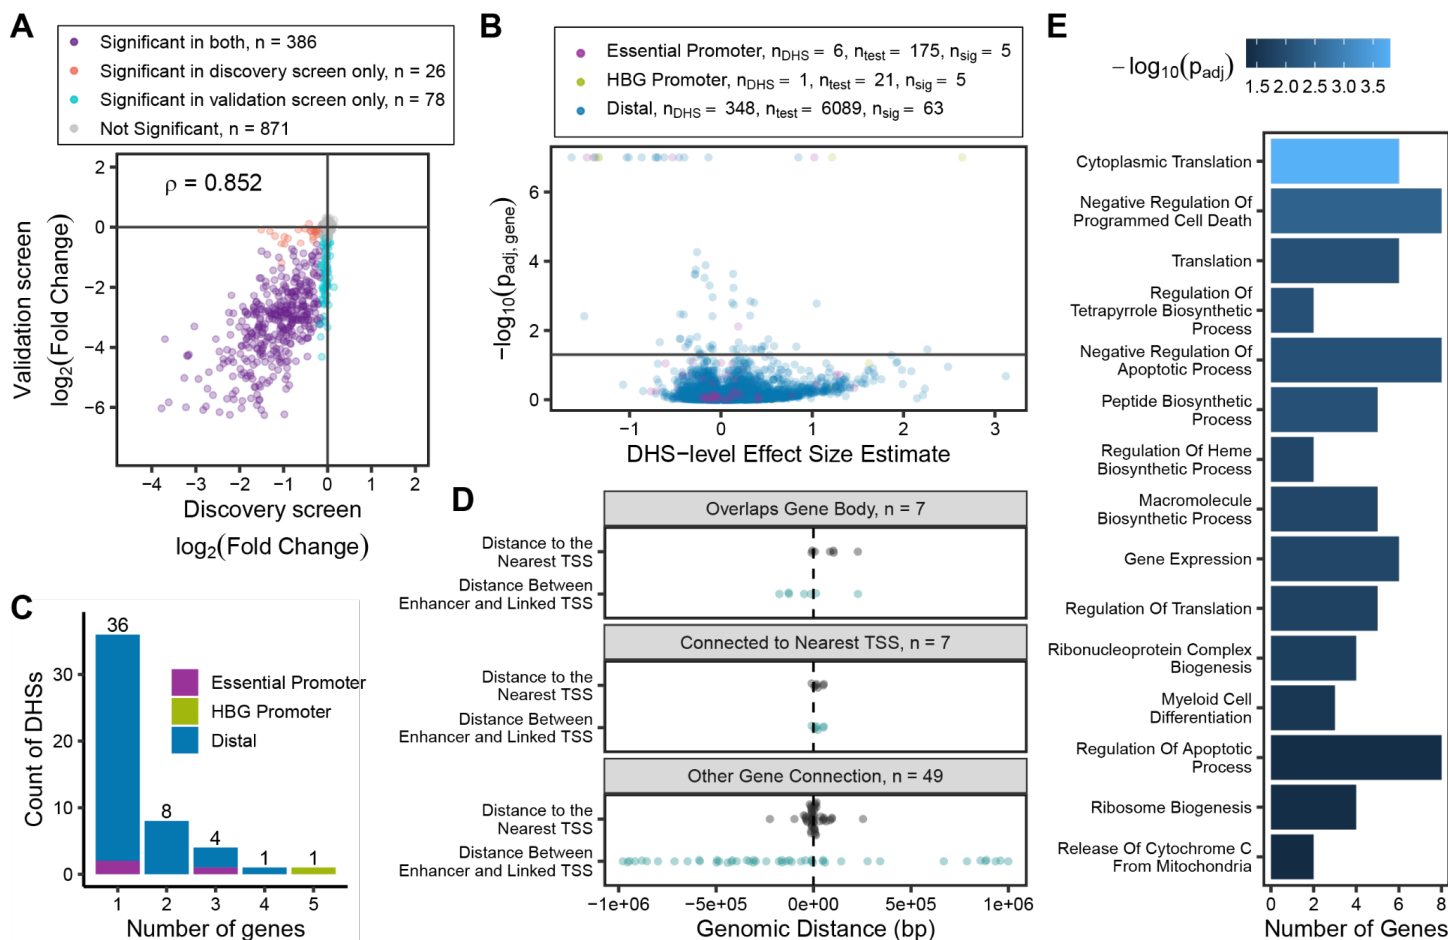 A
Significant in both, n = 386
Significant in discovery screen only, n = 26
Significant in validation screen only, n = 78
Not Significant, n = 871
ρ = 0.852
2
0
−2
−4
−6
Validation screen
log2(Fold Change)
−4 −3 −2 −1 0 1 2
Discovery screen
log2(Fold Change)
B
Essential Promoter, nDHS = 6, ntest = 175, nsig = 5
HBG Promoter, nDHS = 1, ntest = 21, nsig = 5
Distal, nDHS = 348, ntest = 6089, nsig = 63
6
4
2
0
−log10(padj, gene)
−1 0 1 2 3
DHS−level Effect Size Estimate
C
36
8
4
1
1
Essential Promoter
HBG Promoter
Distal
30
20
10
0
Count of DHSs
1 2 3 4 5
Number of genes
D
Overlaps Gene Body, n = 7
Distance to the
Nearest TSS
Distance Between
Enhancer and Linked TSS
Connected to Nearest TSS, n = 7
Distance to the
Nearest TSS
Distance Between
Enhancer and Linked TSS
Other Gene Connection, n = 49
Distance to the
Nearest TSS
Distance Between
Enhancer and Linked TSS
−1e+06 −5e+05 0e+00 5e+05 1e+06
Genomic Distance (bp)
E
−log10(padj)
1.5 2.0 2.5 3.0 3.5
Cytoplasmic Translation
Negative Regulation Of
Programmed Cell Death
Translation
Regulation Of
Tetrapyrrole Biosynthetic
Process
Negative Regulation Of
Apoptotic Process
Peptide Biosynthetic
Process
Regulation Of Heme
Biosynthetic Process
Macromolecule
Biosynthetic Process
Gene Expression
Regulation Of Translation
Ribonucleoprotein Complex
Biogenesis
Myeloid Cell
Differentiation
Regulation Of Apoptotic
Process
Ribosome Biogenesis
Release Of Cytochrome C
From Mitochondria
0 2 4 6 8
Number of Genes